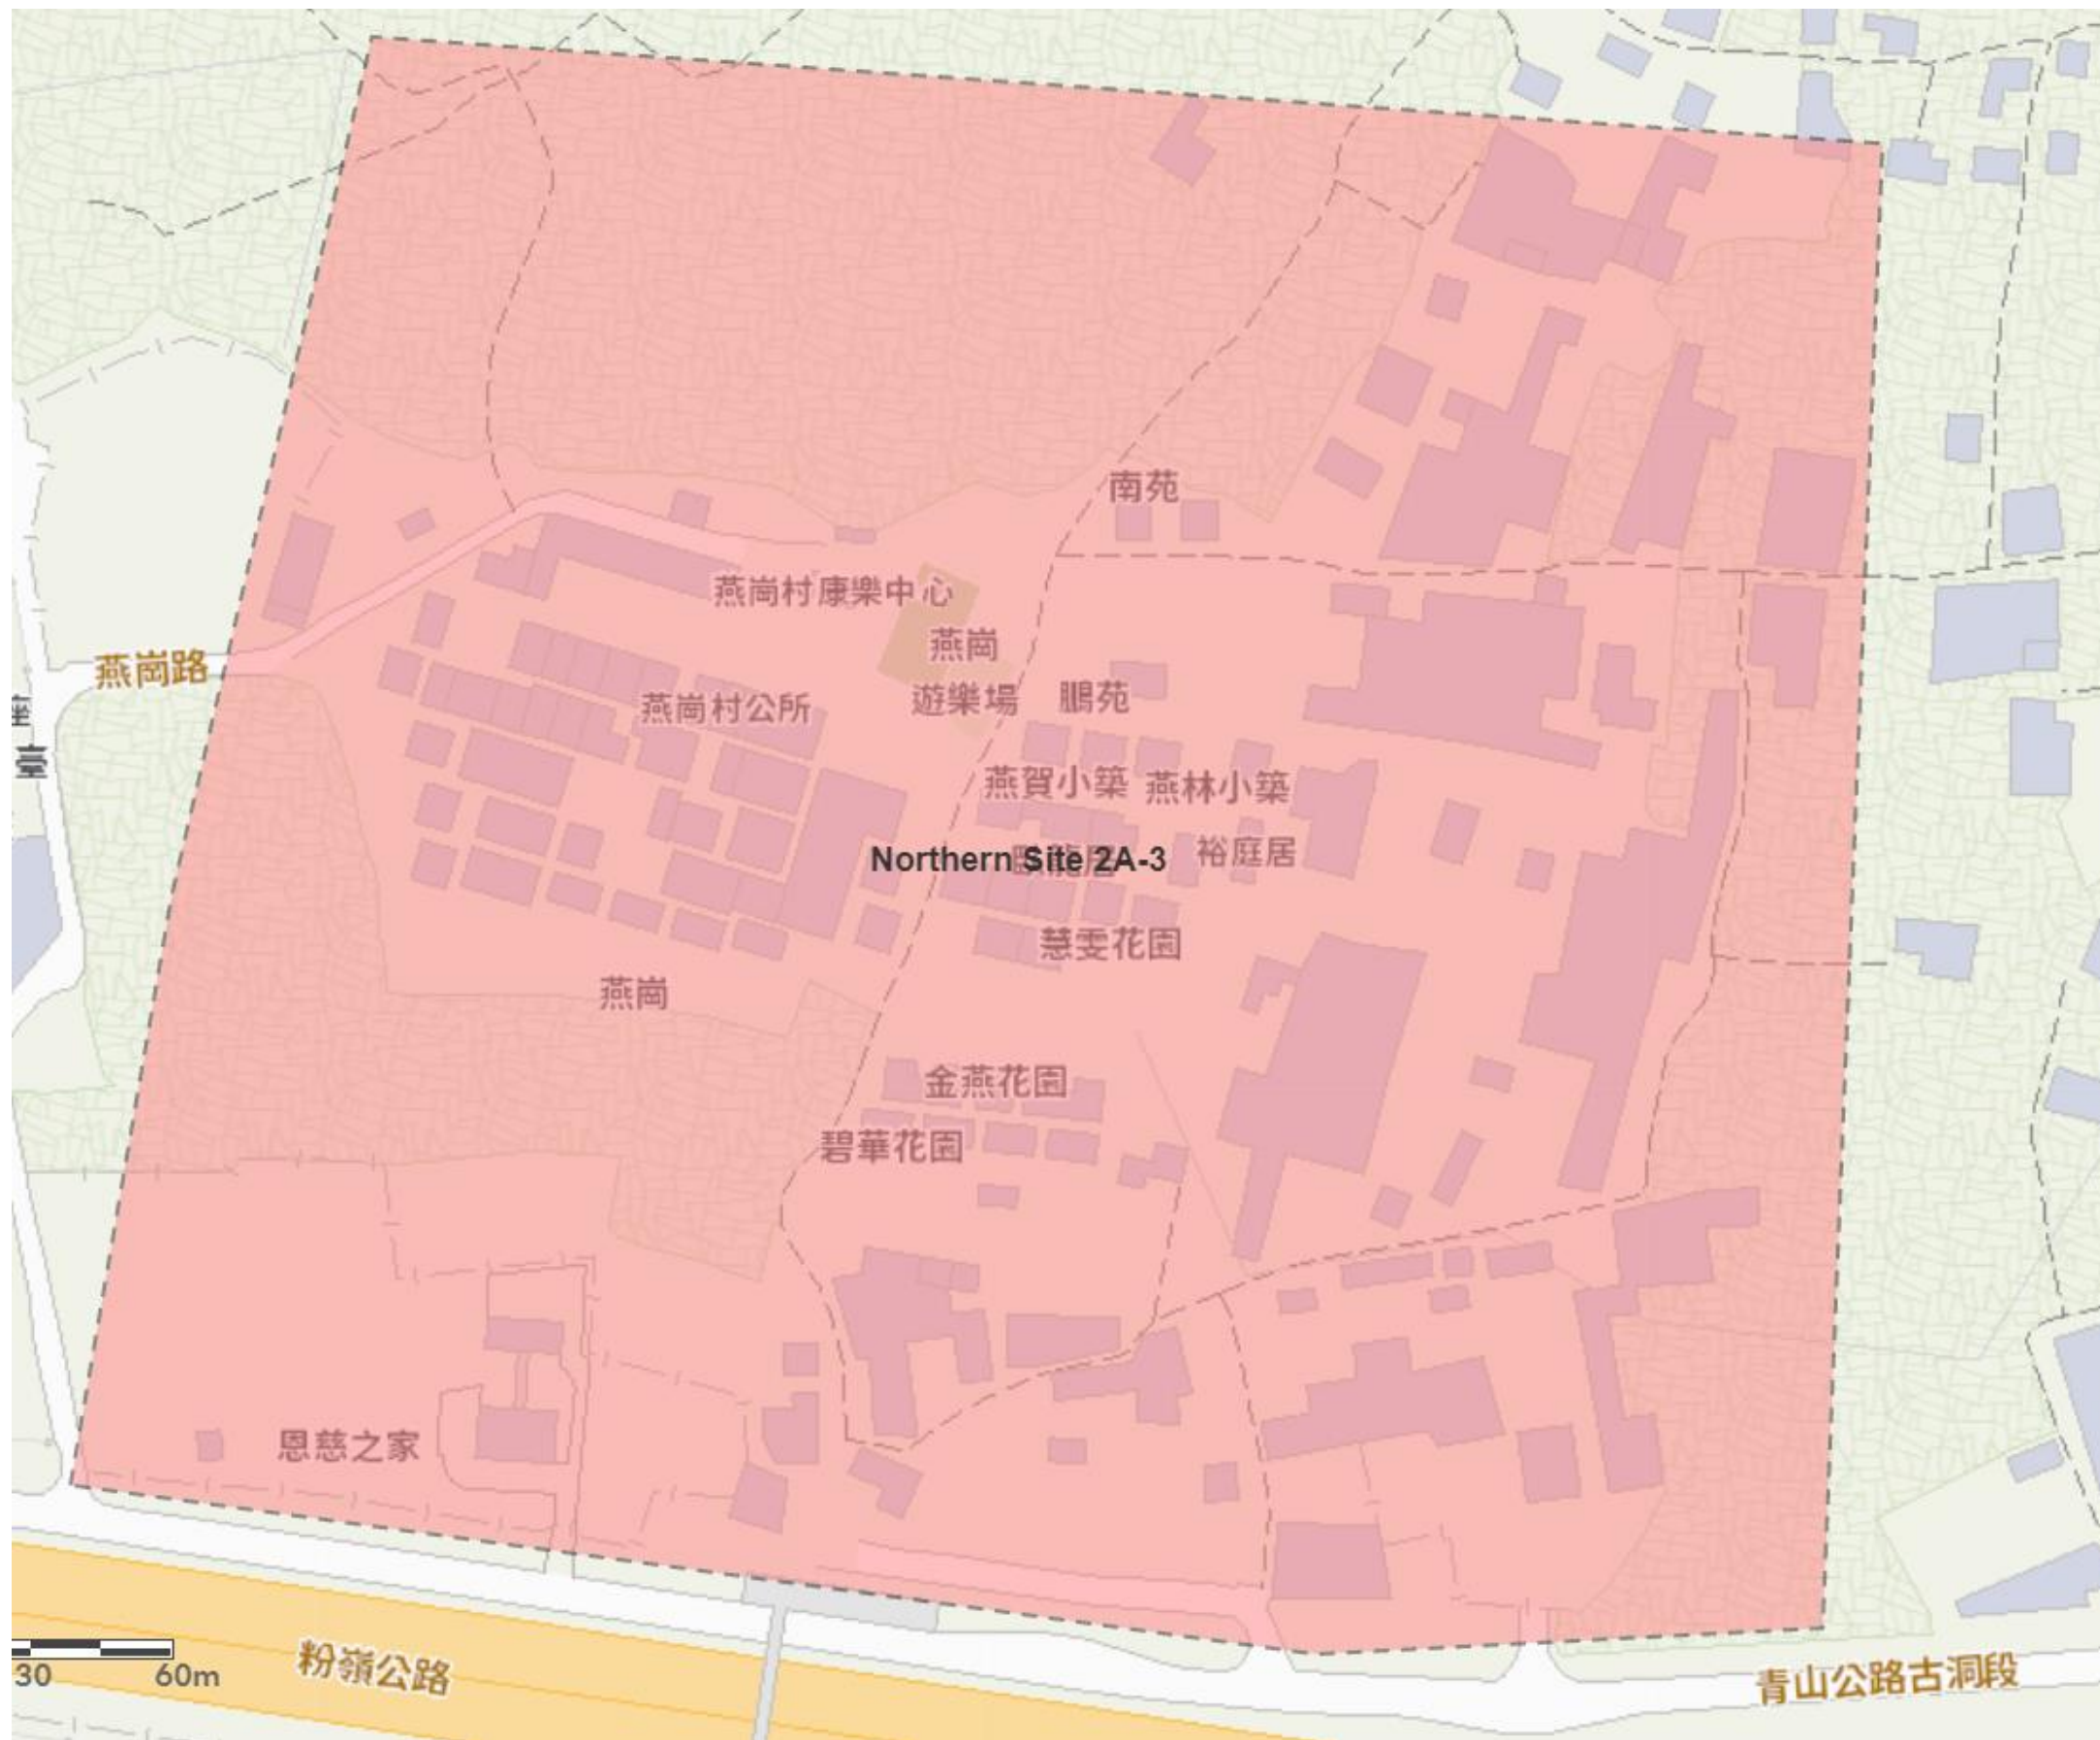 南苑
燕崗村康樂中心
燕崗
遊樂場
燕崗路
燕崗村公所
鵬苑
座
臺
燕賀小築
燕林小築
裕庭居
Northern Site 2A-3
慧雯花園
燕崗
金燕花園
碧華花園
恩慈之家
30
60m
粉嶺公路
青山公路古洞段